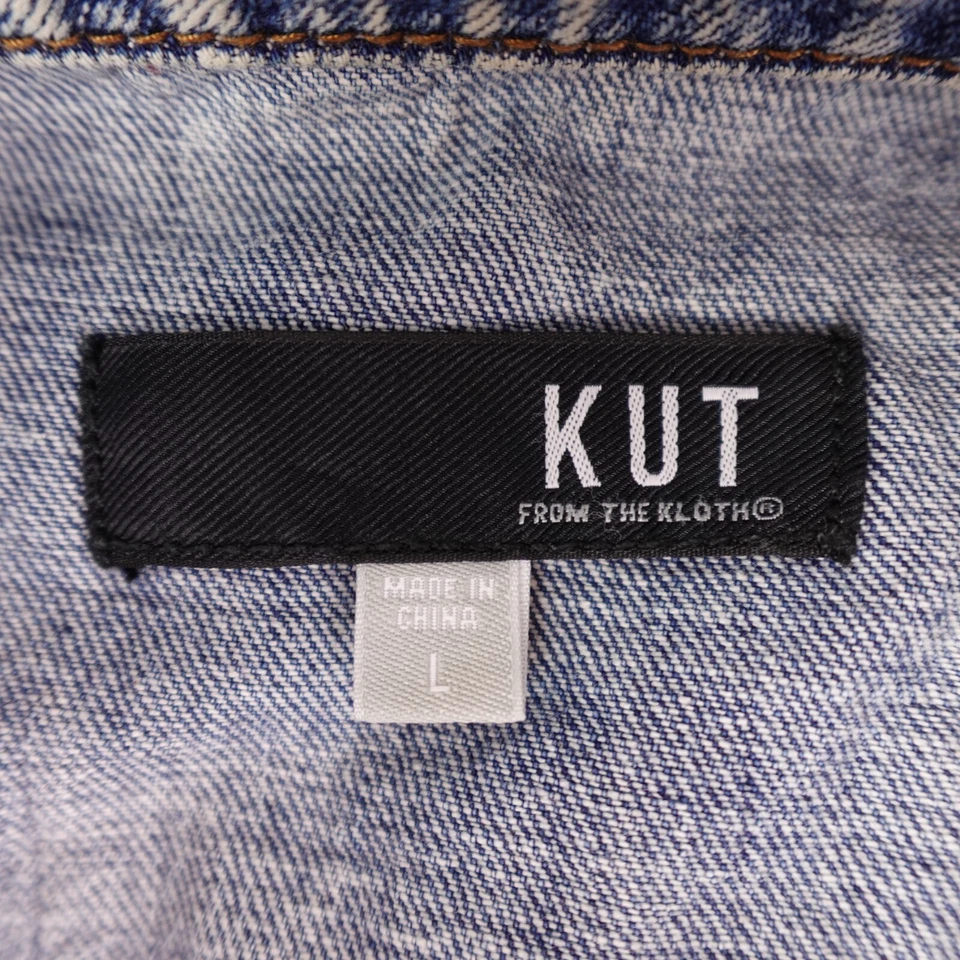 KUT
FROM THE KLOTH®
MADE IN
CHINA
L